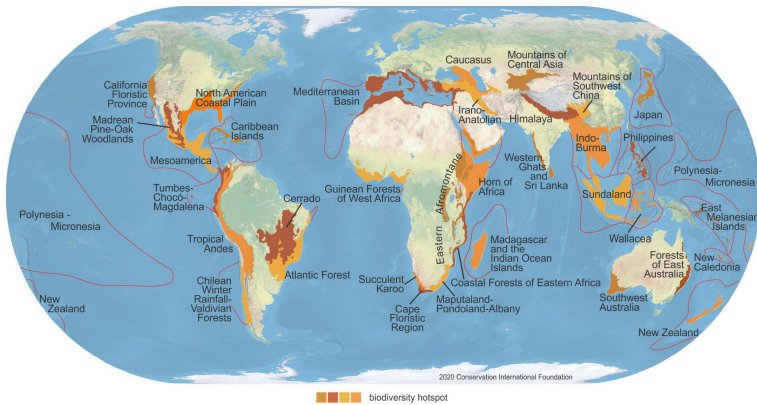 California
Floristic
Province
North American
Coastal Plain
Madrean
Pine-Oak
Woodlands
Caribbean
Islands
Mesoamerica
Tumbes-
Chocó-
Magdalena
Cerrado
Polynesia -
Micronesia
Tropical
Andes
Atlantic Forest
Chilean
Winter
Rainfall-
Valdivian
Forests
New
Zealand
Mediterranean
Basin
Caucasus
Mountains of
Central Asia
Mountains of
Southwest
China
Irano-
Anatolian
Himalaya
Japan
Indo-
Burma
Philippines
Western
Ghats
and
Sri Lanka
Guinean Forests
of West Africa
Eastern Afromontane
Horn of
Africa
Sundaland
Polynesia-
Micronesia
East
Melanesian
Islands
Wallacea
Madagascar
and the
Indian Ocean
Islands
Coastal Forests of Eastern Africa
Succulent
Karoo
Cape
Floristic
Region
Maputaland-
Pondoland-Albany
Forests
of East
Australia
New
Caledonia
Southwest
Australia
New Zealand
2020 Conservation International Foundation
biodiversity hotspot